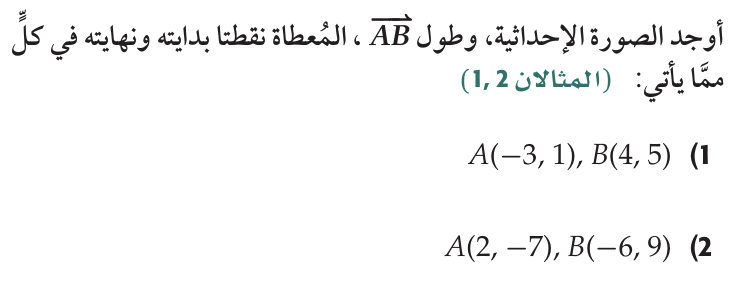 أوجد الصورة الإحداثية، وطول AB⃗ ، المُعطاة نقطتا بدايته ونهايته في كلٍّ
ممَّا يأتي: (المثالان 1, 2)
1) A(−3, 1), B(4, 5)
2) A(2, −7), B(−6, 9)